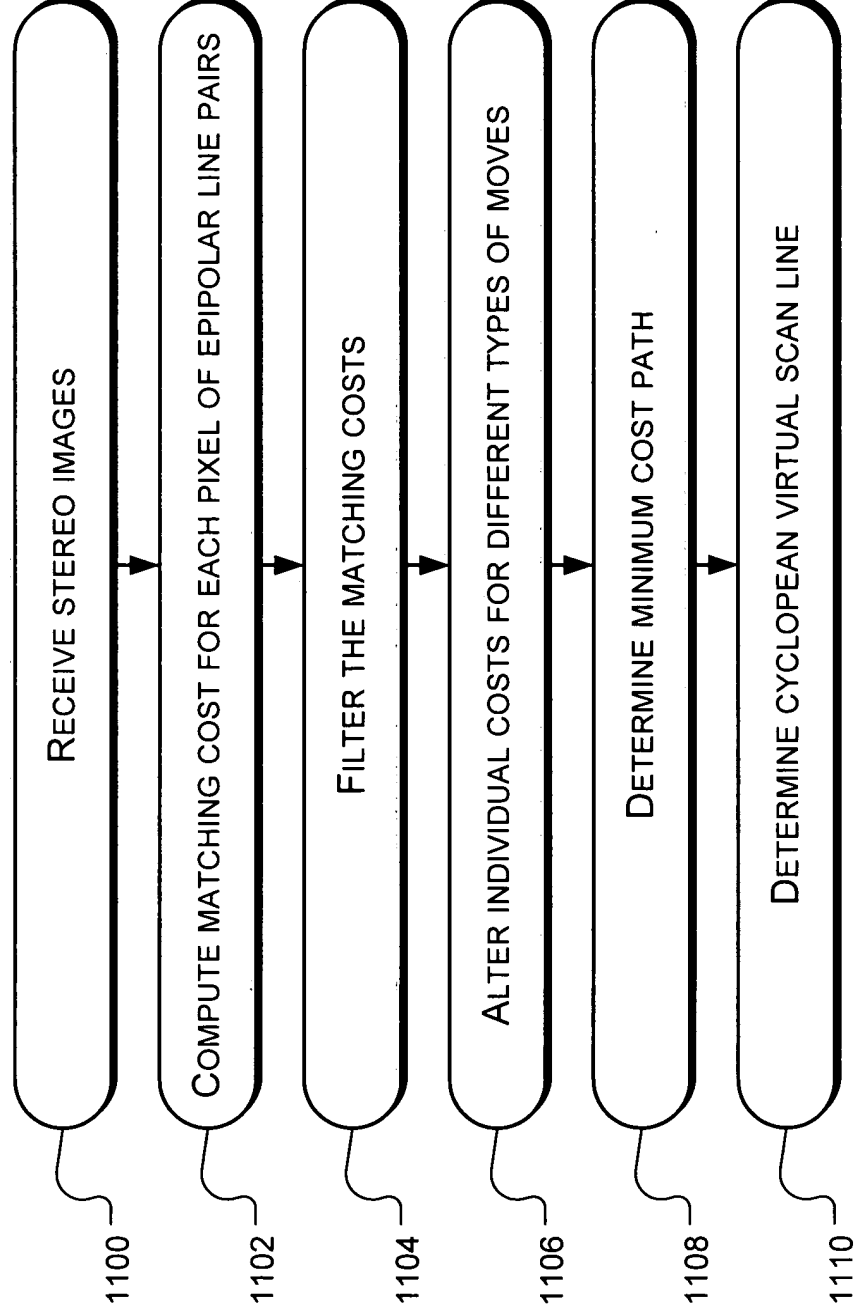 RECEIVE STEREO IMAGES
1100
COMPUTE MATCHING COST FOR EACH PIXEL OF EPIPOLAR LINE PAIRS
1102
FILTER THE MATCHING COSTS
1104
ALTER INDIVIDUAL COSTS FOR DIFFERENT TYPES OF MOVES
1106
DETERMINE MINIMUM COST PATH
1108
DETERMINE CYCLOPEAN VIRTUAL SCAN LINE
1110